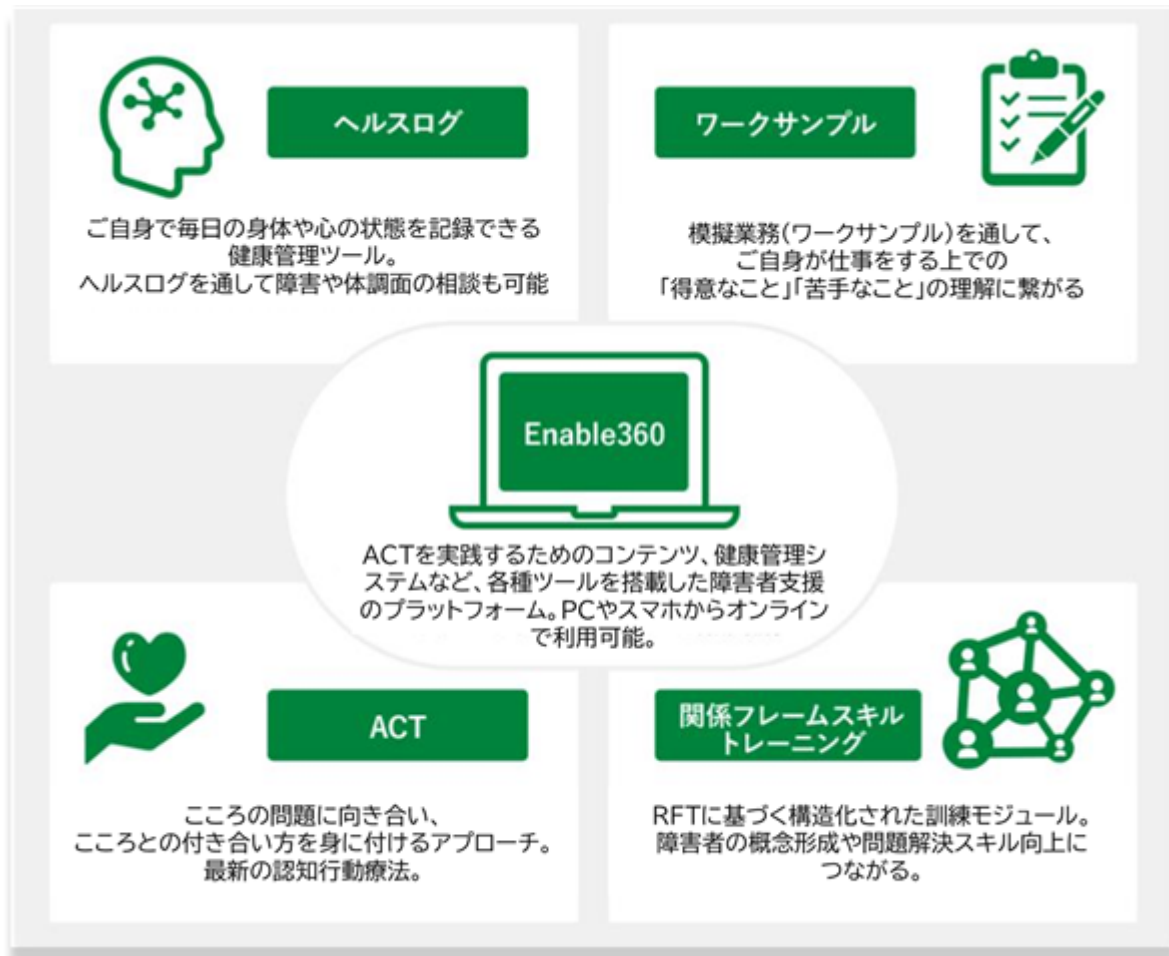 ヘルスログ
ご自身で毎日の身体や心の状態を記録できる
健康管理ツール。
ヘルスログを通して障害や体調面の相談も可能
ワークサンプル
模擬業務(ワークサンプル)を通して、
ご自身が仕事をする上での
「得意なこと」「苦手なこと」の理解に繋がる
Enable360
ACTを実践するためのコンテンツ、健康管理シ
ステムなど、各種ツールを搭載した障害者支援
のプラットフォーム。PCやスマホからオンライン
で利用可能。
ACT
こころの問題に向き合い、
こころとの付き合い方を身に付けるアプローチ。
最新の認知行動療法。
関係フレームスキル
トレーニング
RFTに基づく構造化された訓練モジュール。
障害者の概念形成や問題解決スキル向上に
つながる。